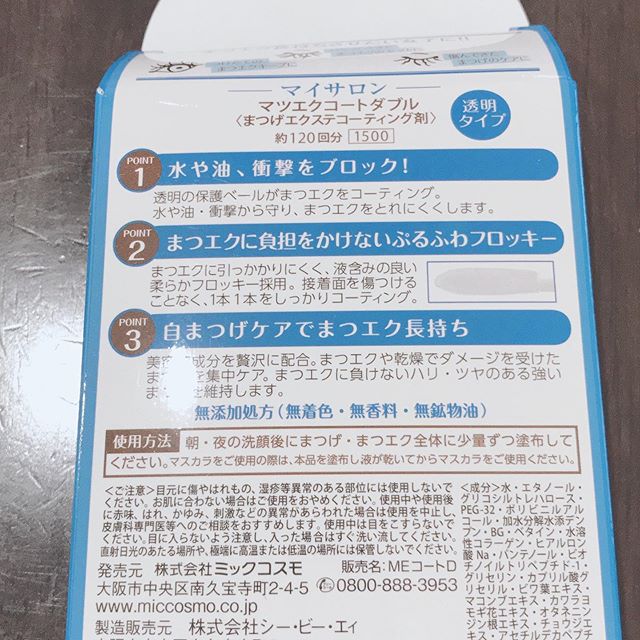 まつエクキープに
まつげのケアに
マイサロン
マツエクコートダブル
〈まつげエクステコーティング剤〉
約120回分 1500
透明
タイプ
POINT
1
水や油、衝撃をブロック!
透明の保護ベールがまつエクをコーティング。
水や油・衝撃から守り、まつエクをとれにくくします。
POINT
2
まつエクに負担をかけないぷるふわフロッキー
まつエクに引っかかりにくく、液含みの良い
柔らかフロッキー採用。接着面を傷つける
ことなく、1本1本をしっかりコーティング。
POINT
3
自まつげケアでまつエク長持ち
美容 成分を贅沢に配合。まつエクや乾燥でダメージを受けた
ま を集中ケア。まつエクに負けないハリ・ツヤのある強い
ま を維持します。
無添加処方(無着色・無香料・無鉱物油)
使用方法 朝・夜の洗顔後にまつげ・まつエク全体に少量ずつ塗布して
ください。マスカラをご使用の際は、本品を塗布し液が乾いてからマスカラをご使用ください。
<ご注意>目元に傷やはれもの、湿疹等異常のある部位には使用しないで
ください。お肌に合わない場合はご使用をおやめください。使用中や使用後
に赤味、はれ、かゆみ、刺激などの異常があらわれた場合は使用を中止し、
皮膚科専門医等へのご相談をおすすめします。使用中は目をこすらないでく
ださい。目に入らないよう注意し、入った場合はすぐ洗い流してください。
直射日光のあたる場所や、極端に高温または低温の場所には保管しないでください。
発売元 株式会社ミックコスモ 販売名:MEコートD
大阪市中央区南久宝寺町2-4-5 0800-888-3953
www.miccosmo.co.jp
製造販売元 株式会社シー・ビー・エィ
<成分>水・エタノール・
グリコシルトレハロース・
PEG-32・ポリビニルアル
コール・加水分解水添デン
プン・BG・ベタイン・水溶
性コラーゲン・ヒアルロン
酸Na・パンテノール・ビオ
チノイルトリペプチド-1・
グリセリン・カプリル酸グ
リセリル・ビワ葉エキス・
マコンブエキス・カワラヨ
モギ花エキス・オタネニン
ジン根エキス・チョウジエ
キス・アセチルデカペプチ